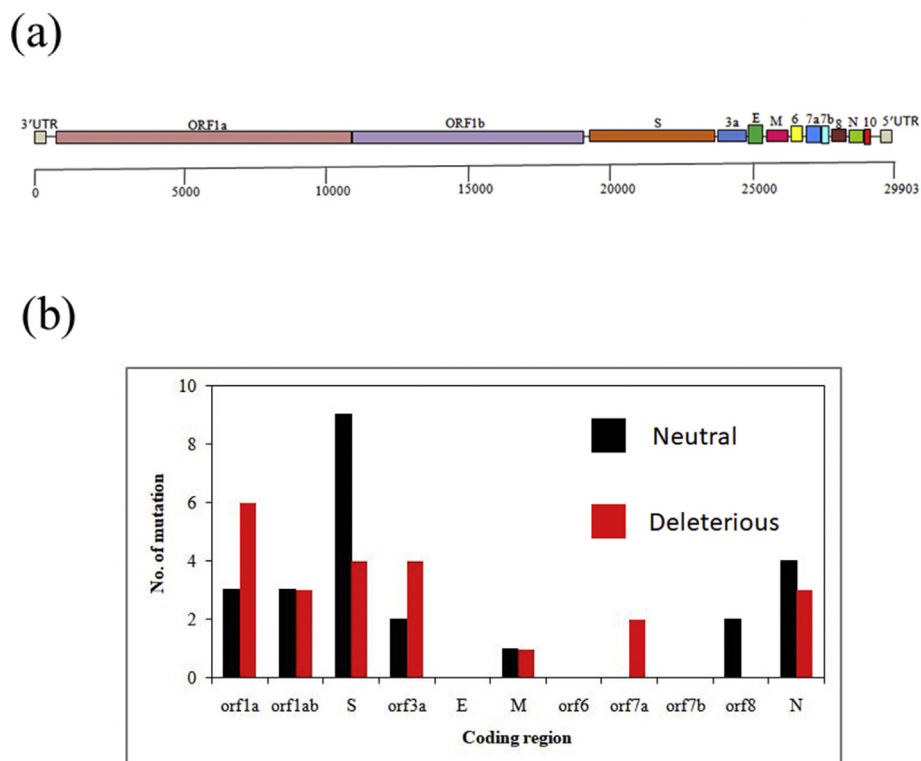 (a)
3'UTR ORF1a ORF1b S 3a E M 6 7a 7b 8 N 10 5'UTR
0 5000 10000 15000 20000 25000 29903
(b)
10
8
6
4
2
0
No. of mutation
Neutral
Deleterious
orf1a orf1ab S orf3a E M orf6 orf7a orf7b orf8 N
Coding region